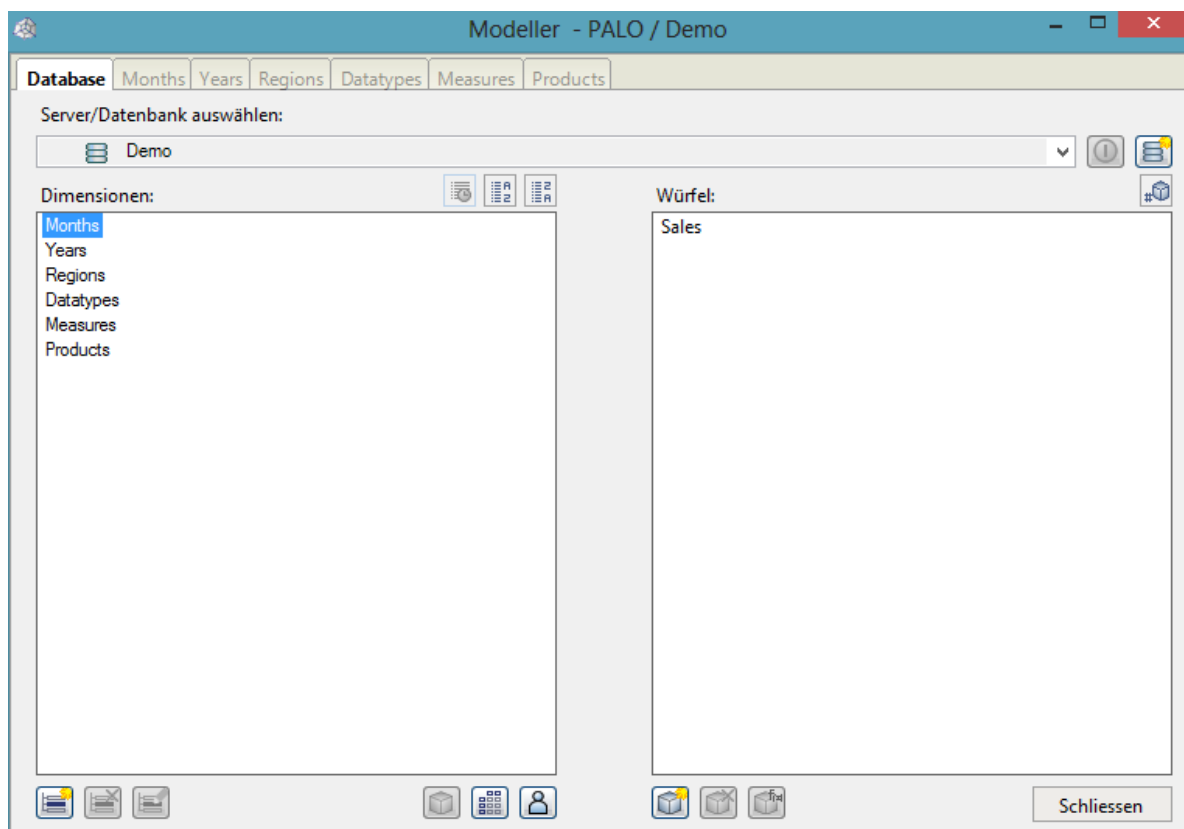 Modeller - PALO / Demo
Database Months Years Regions Datatypes Measures Products
Server/Datenbank auswählen:
Demo
Dimensionen:
Months
Years
Regions
Datatypes
Measures
Products
Würfel:
Sales
Schliessen